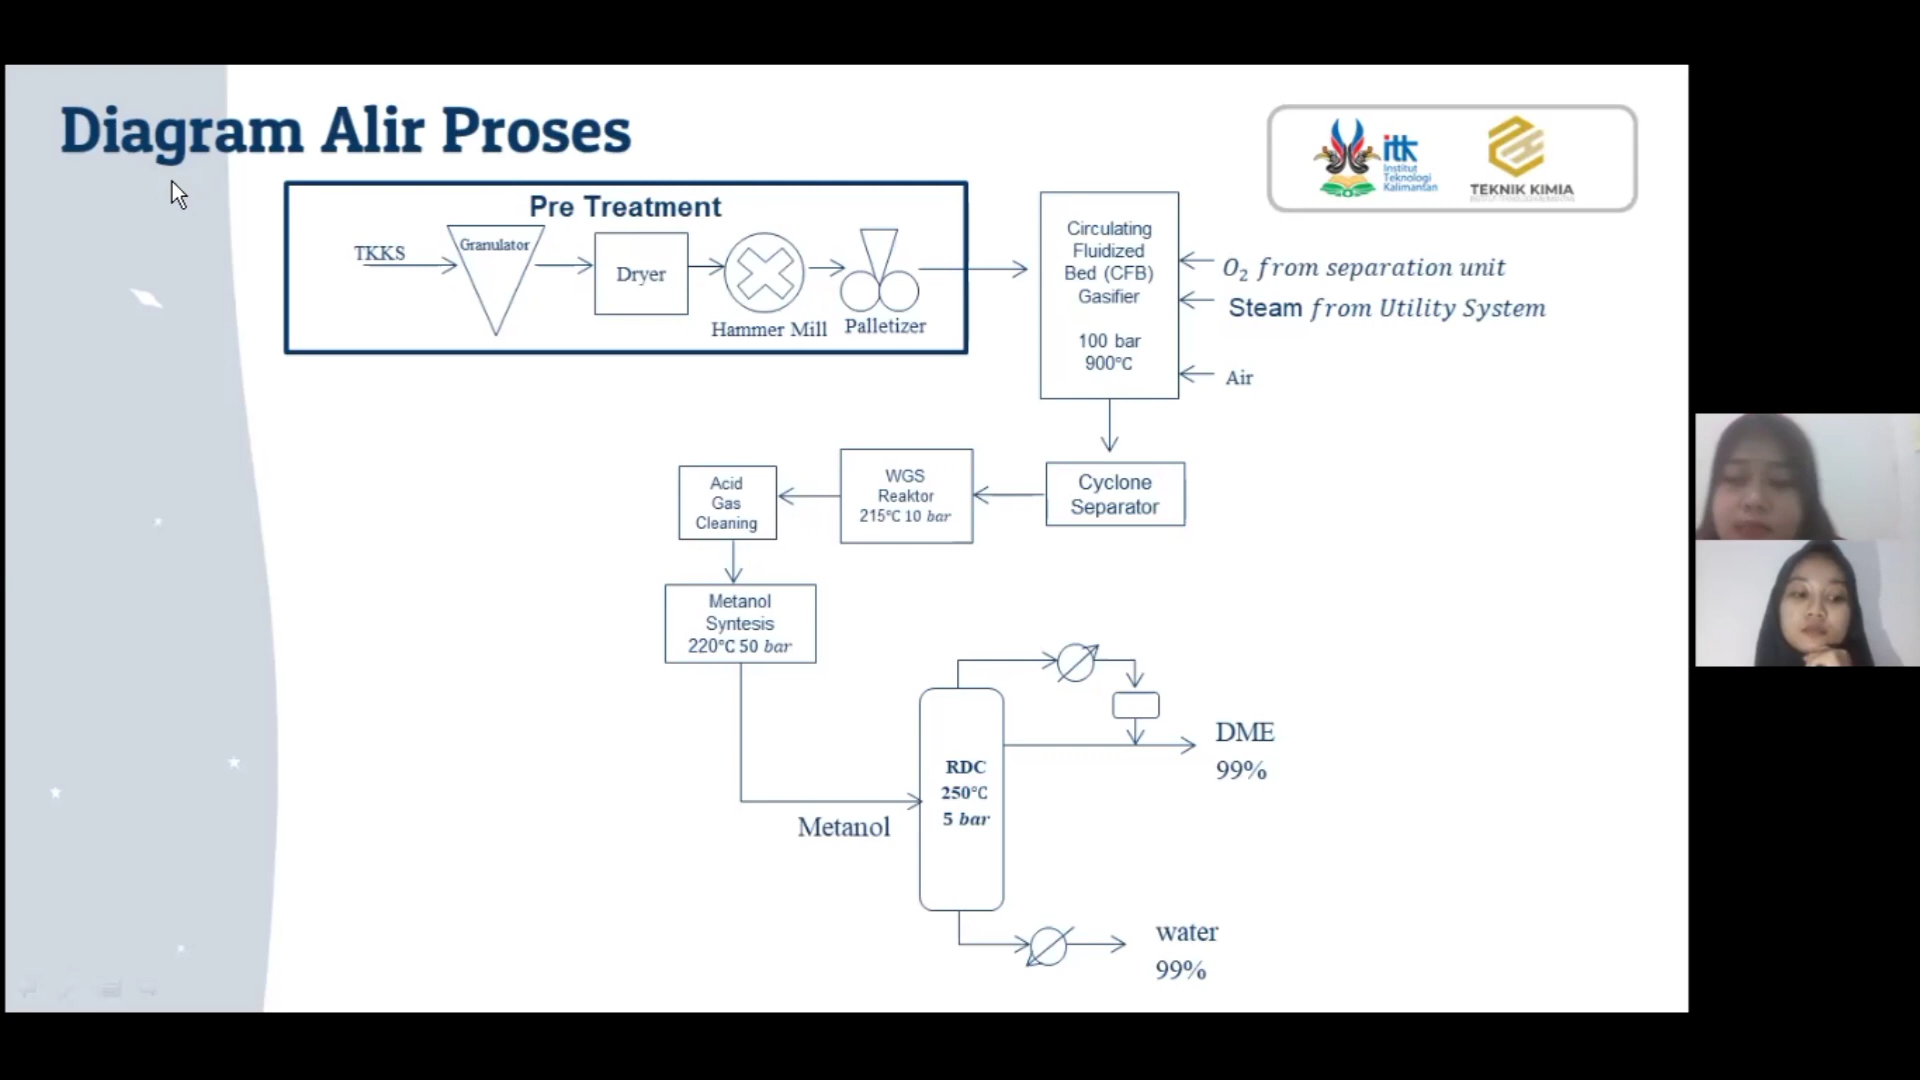 Diagram Alir Proses
itk
Institut
Teknologi
Kalimantan
TEKNIK KIMIA
Pre Treatment
TKKS
Granulator
Dryer
Hammer Mill
Palletizer
Circulating
Fluidized
Bed (CFB)
Gasifier
100 bar
900°C
O₂ from separation unit
Steam from Utility System
Air
Cyclone
Separator
WGS
Reaktor
215°C 10 bar
Acid
Gas
Cleaning
Metanol
Syntesis
220°C 50 bar
Metanol
RDC
250°C
5 bar
DME
99%
water
99%